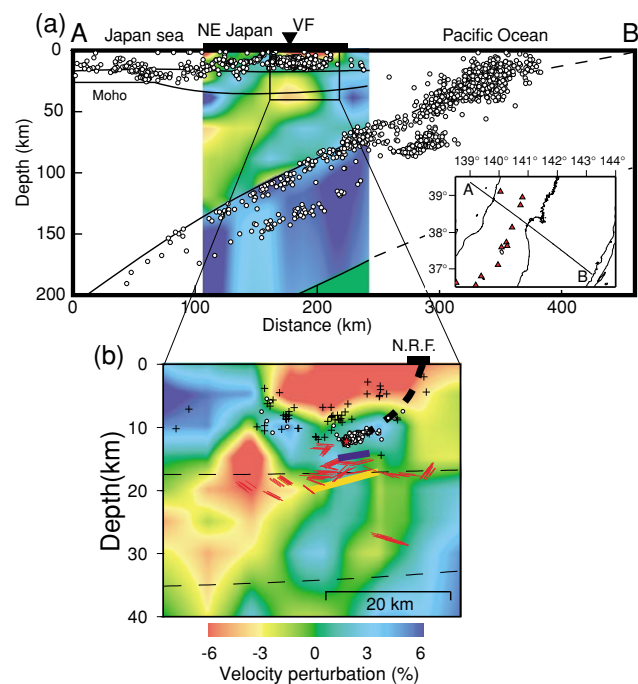 (a)
A Japan sea NE Japan VF Pacific Ocean B
0
50
100
150
200
Depth (km)
Moho
139° 140° 141° 142° 143° 144°
39°
38°
37°
A
B
0 100 200 300 400
Distance (km)
(b)
N.R.F.
0
10
20
30
40
Depth(km)
20 km
-6 -3 0 3 6
Velocity perturbation (%)